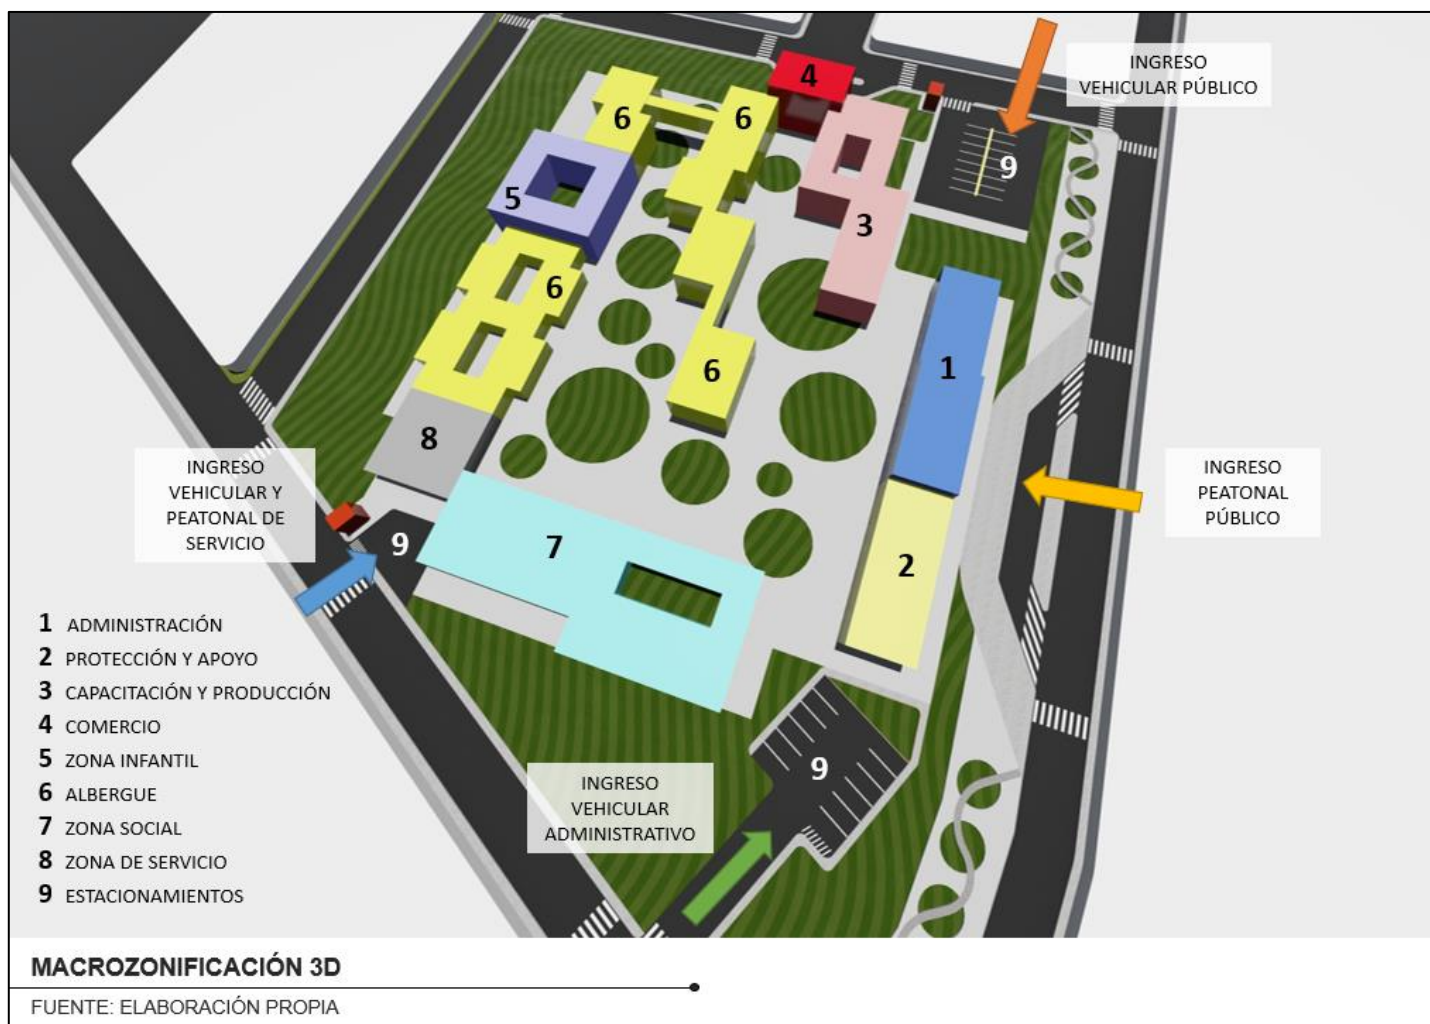 4
INGRESO
VEHICULAR PÚBLICO
6
6
9
5
3
6
1
6
8
INGRESO
VEHICULAR Y
PEATONAL DE
SERVICIO
INGRESO
PEATONAL
PÚBLICO
9
7
2
1 ADMINISTRACIÓN
2 PROTECCIÓN Y APOYO
3 CAPACITACIÓN Y PRODUCCIÓN
4 COMERCIO
5 ZONA INFANTIL
6 ALBERGUE
7 ZONA SOCIAL
8 ZONA DE SERVICIO
9 ESTACIONAMIENTOS
9
INGRESO
VEHICULAR
ADMINISTRATIVO
MACROZONIFICACIÓN 3D
FUENTE: ELABORACIÓN PROPIA